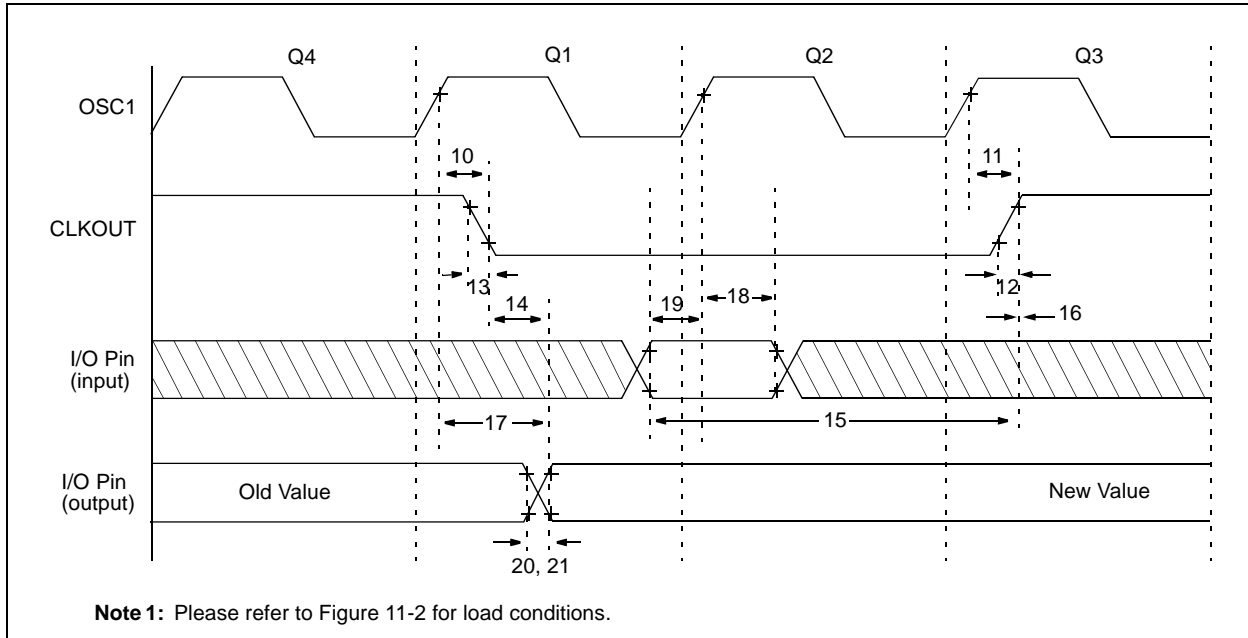 Q4 Q1 Q2 Q3
OSC1
10 11
CLKOUT
13 12
14 19 18 16
I/O Pin
(input)
17 15
I/O Pin
(output)
Old Value New Value
20, 21
Note 1: Please refer to Figure 11-2 for load conditions.